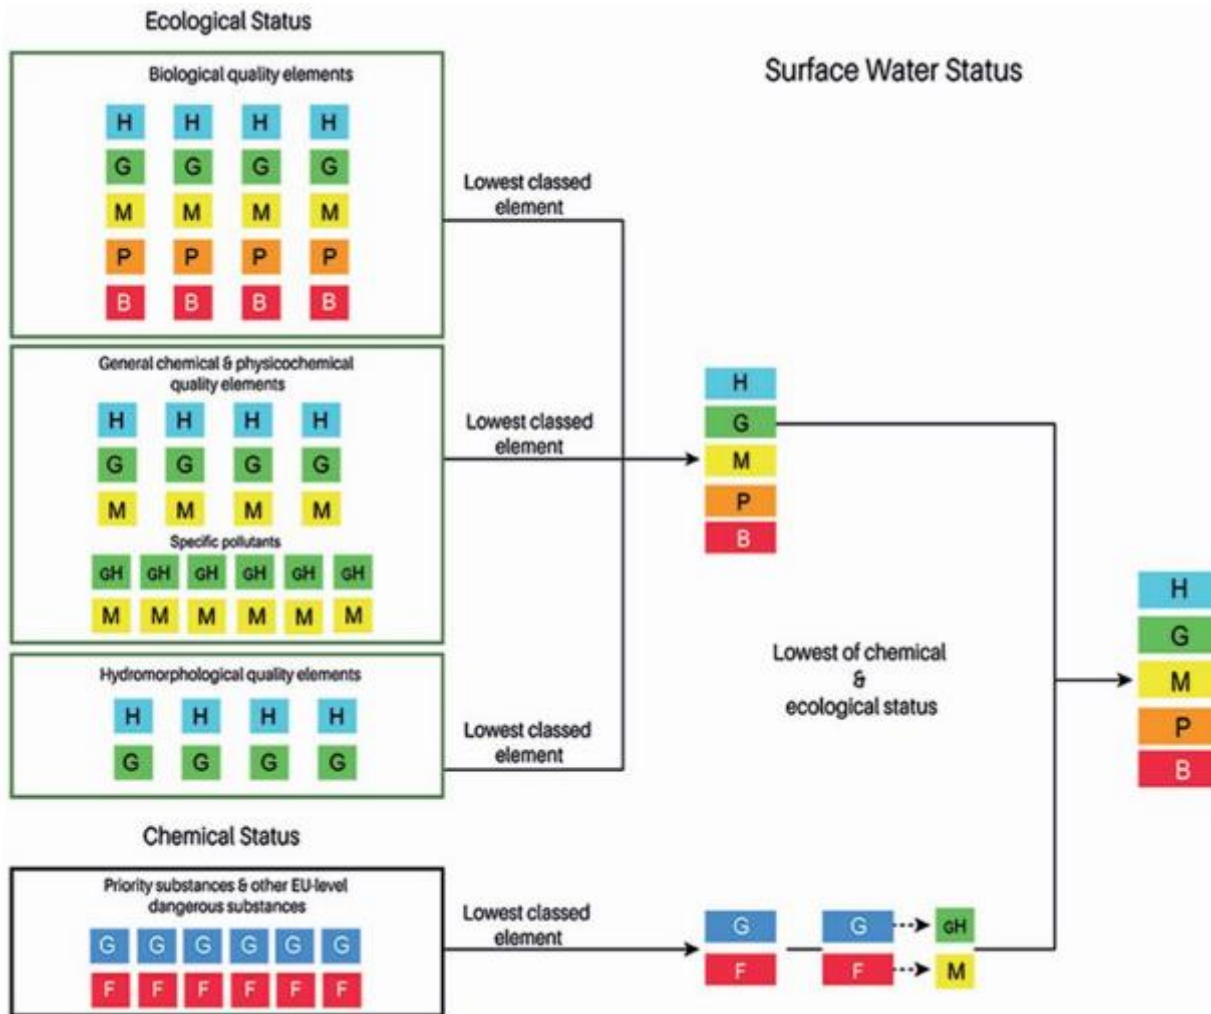 Ecological Status
Surface Water Status
Biological quality elements
H H H H
G G G G
M M M M
P P P P
B B B B
Lowest classed
element
General chemical & physicochemical
quality elements
H H H H
G G G G
M M M M
Specific pollutants
GH GH GH GH GH GH
M M M M M M
Lowest classed
element
Hydromorphological quality elements
H H H H
G G G G
Lowest classed
element
H
G
M
P
B
Lowest of chemical
&
ecological status
H
G
M
P
B
Chemical Status
Priority substances & other EU-level
dangerous substances
G G G G G G
F F F F F F
Lowest classed
element
G G GH
F F M